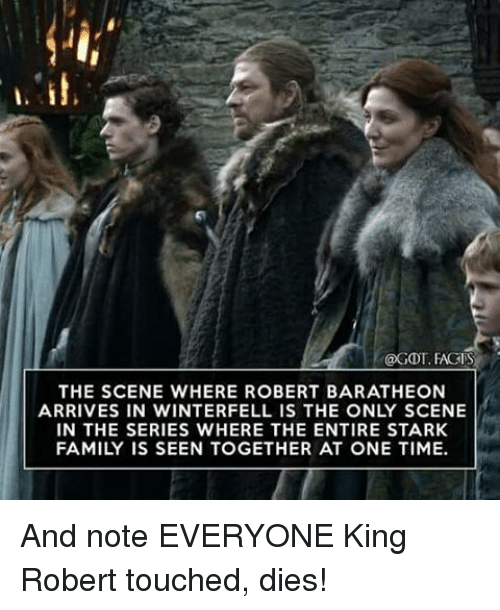 @GOT. FACTS
THE SCENE WHERE ROBERT BARATHEON
ARRIVES IN WINTERFELL IS THE ONLY SCENE
IN THE SERIES WHERE THE ENTIRE STARK
FAMILY IS SEEN TOGETHER AT ONE TIME.
And note EVERYONE King
Robert touched, dies!